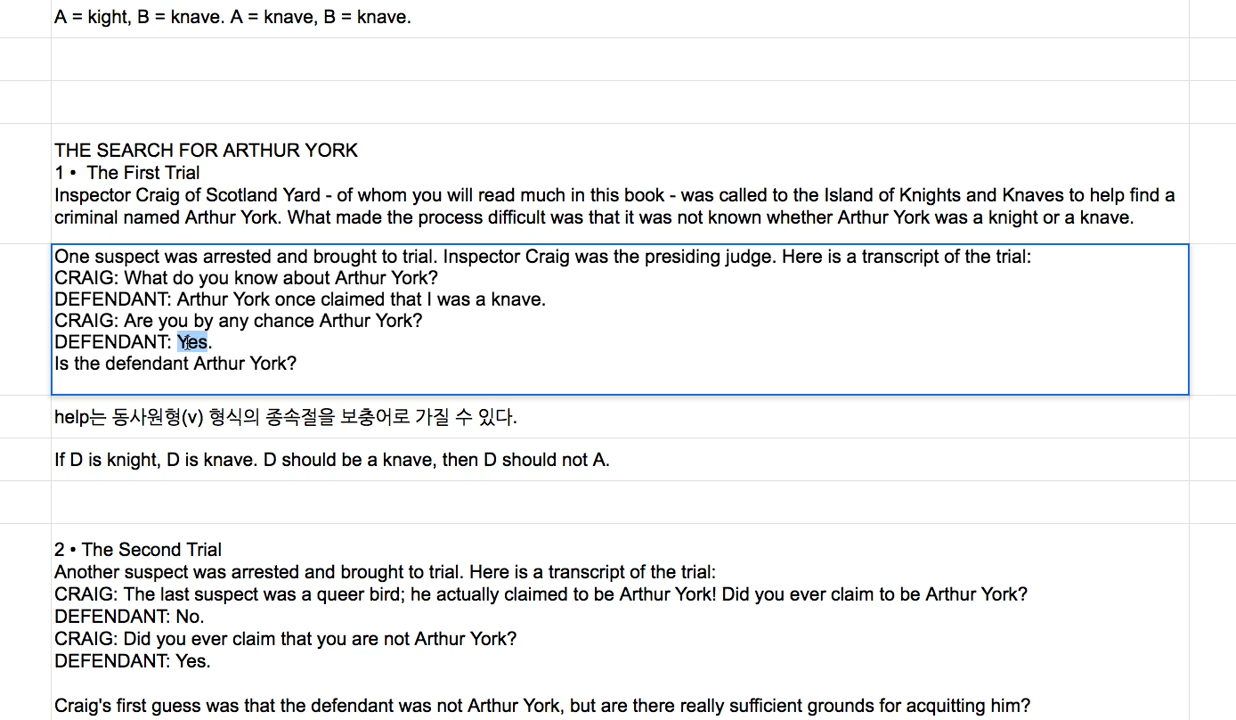 A = kight, B = knave. A = knave, B = knave.
THE SEARCH FOR ARTHUR YORK
1 • The First Trial
Inspector Craig of Scotland Yard - of whom you will read much in this book - was called to the Island of Knights and Knaves to help find a
criminal named Arthur York. What made the process difficult was that it was not known whether Arthur York was a knight or a knave.
One suspect was arrested and brought to trial. Inspector Craig was the presiding judge. Here is a transcript of the trial:
CRAIG: What do you know about Arthur York?
DEFENDANT: Arthur York once claimed that I was a knave.
CRAIG: Are you by any chance Arthur York?
DEFENDANT: Yes.
Is the defendant Arthur York?
help는 동사원형(v) 형식의 종속절을 보충어로 가질 수 있다.
If D is knight, D is knave. D should be a knave, then D should not A.
2 • The Second Trial
Another suspect was arrested and brought to trial. Here is a transcript of the trial:
CRAIG: The last suspect was a queer bird; he actually claimed to be Arthur York! Did you ever claim to be Arthur York?
DEFENDANT: No.
CRAIG: Did you ever claim that you are not Arthur York?
DEFENDANT: Yes.
Craig's first guess was that the defendant was not Arthur York, but are there really sufficient grounds for acquitting him?